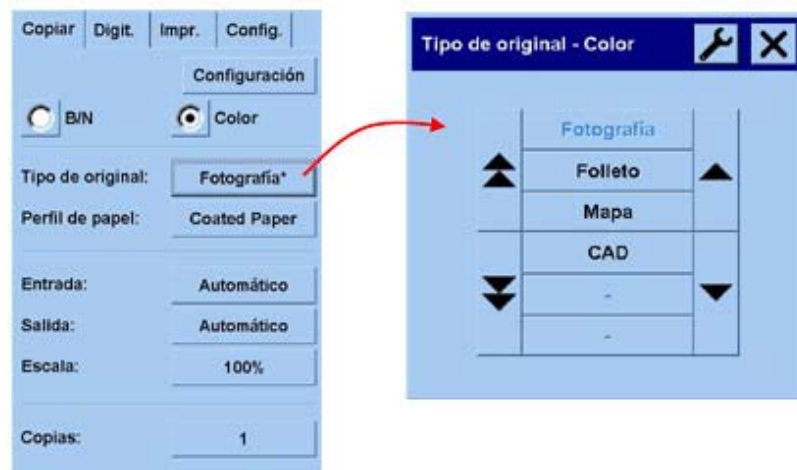 Copiar Digit. Impr. Config.
Configuración
B/N Color
Tipo de original: Fotografía*
Perfil de papel: Coated Paper
Entrada: Automático
Salida: Automático
Escala: 100%
Copias: 1
Tipo de original - Color
Fotografía
Folleto
Mapa
CAD
-
-